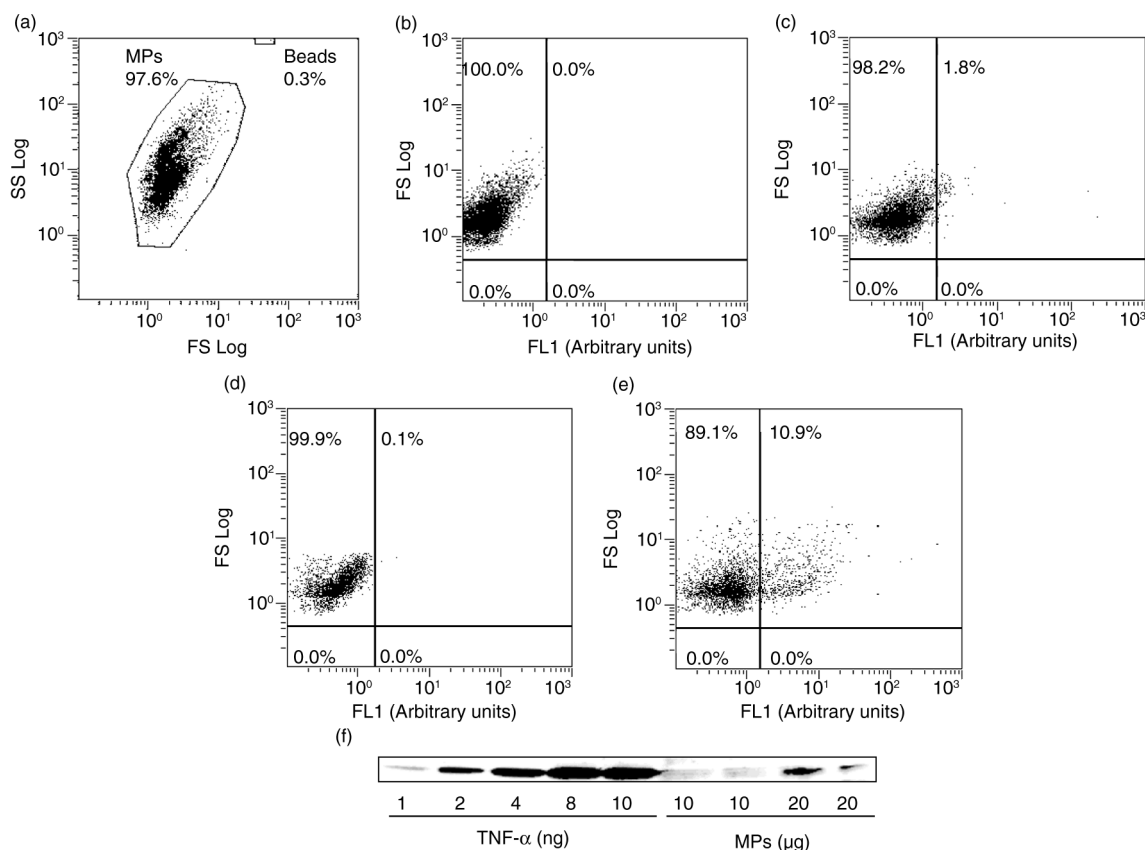 (a)
10³
MPs
97.6%
Beads
0.3%
10²
10¹
10⁰
SS Log
10⁰
10¹
10²
10³
FS Log
(b)
10³
100.0%
0.0%
10²
10¹
10⁰
FS Log
0.0%
0.0%
10⁰
10¹
10²
10³
FL1 (Arbitrary units)
(c)
10³
98.2%
1.8%
10²
10¹
10⁰
FS Log
0.0%
0.0%
10⁰
10¹
10²
10³
FL1 (Arbitrary units)
(d)
10³
99.9%
0.1%
10²
10¹
10⁰
FS Log
0.0%
0.0%
10⁰
10¹
10²
10³
FL1 (Arbitrary units)
(e)
10³
89.1%
10.9%
10²
10¹
10⁰
FS Log
0.0%
0.0%
10⁰
10¹
10²
10³
FL1 (Arbitrary units)
(f)
1 2 4 8 10 10 10 20 20
TNF-α (ng) MPs (µg)